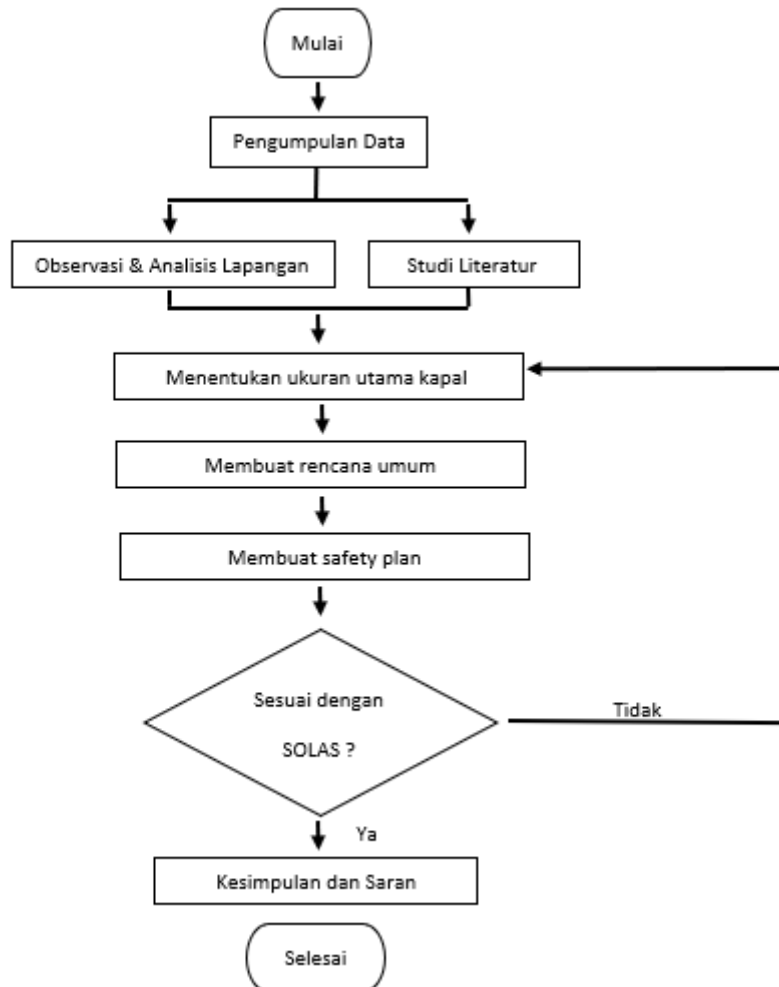 Mulai
Pengumpulan Data
Observasi & Analisis Lapangan
Studi Literatur
Menentukan ukuran utama kapal
Membuat rencana umum
Membuat safety plan
Sesuai dengan
SOLAS ?
Tidak
Ya
Kesimpulan dan Saran
Selesai